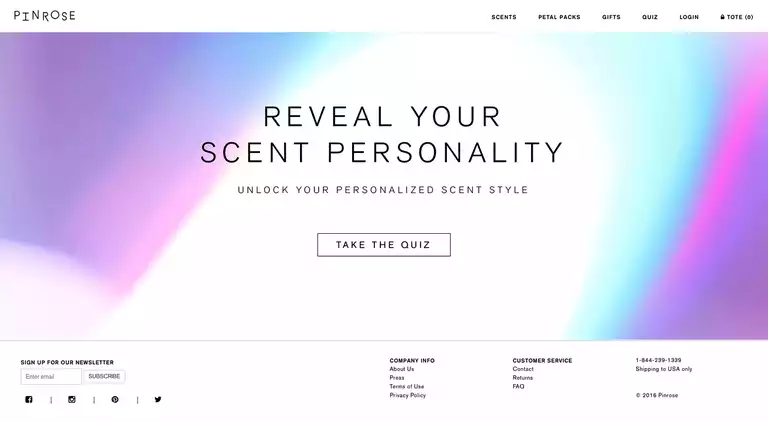 PINROSE
SCENTS PETAL PACKS GIFTS QUIZ LOGIN TOTE (0)
REVEAL YOUR
SCENT PERSONALITY
UNLOCK YOUR PERSONALIZED SCENT STYLE
TAKE THE QUIZ
SIGN UP FOR OUR NEWSLETTER
Enter email SUBSCRIBE
COMPANY INFO
About Us
Press
Terms of Use
Privacy Policy
CUSTOMER SERVICE
Contact
Returns
FAQ
1-844-239-1339
Shipping to USA only
© 2016 Pinrose